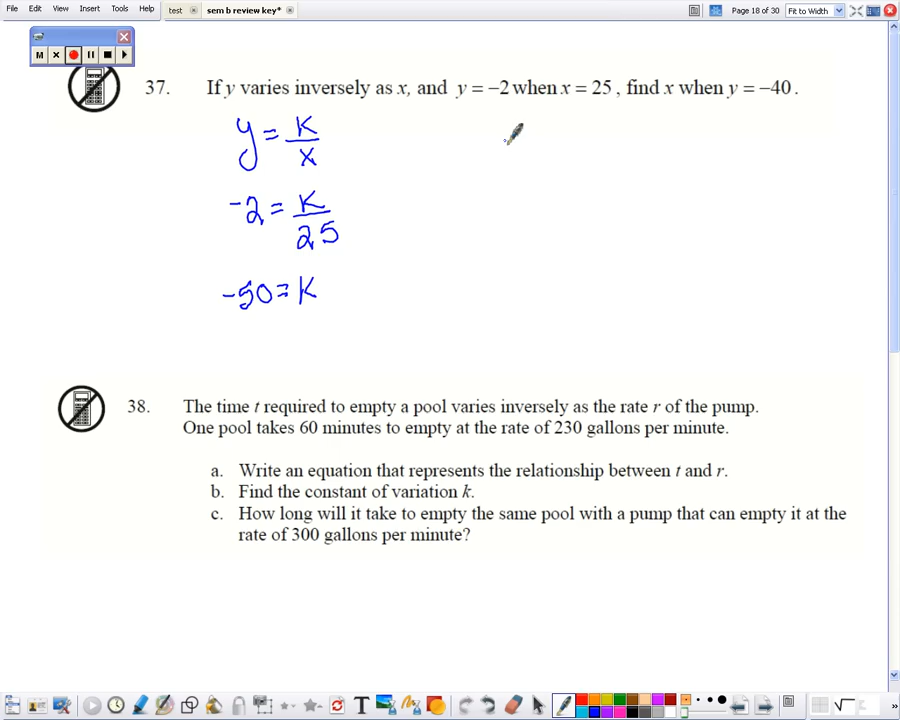 File Edit View Insert Tools Help test sem b review key* Page 18 of 30 Fit to Width
M
37. If y varies inversely as x, and y = −2 when x = 25 , find x when y = −40.
y = K/x
-2 = K/25
-50 = K
38. The time t required to empty a pool varies inversely as the rate r of the pump.
One pool takes 60 minutes to empty at the rate of 230 gallons per minute.
a. Write an equation that represents the relationship between t and r.
b. Find the constant of variation k.
c. How long will it take to empty the same pool with a pump that can empty it at the
rate of 300 gallons per minute?